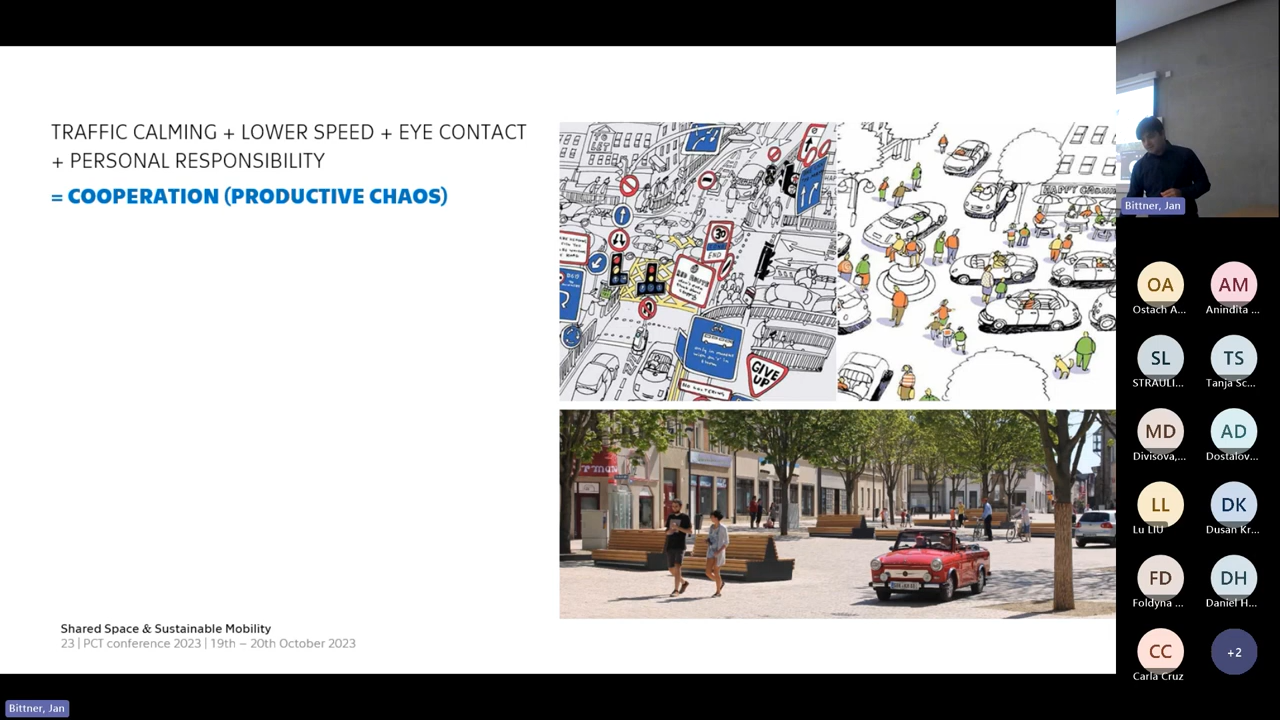 TRAFFIC CALMING + LOWER SPEED + EYE CONTACT
+ PERSONAL RESPONSIBILITY
= COOPERATION (PRODUCTIVE CHAOS)
TO LET
30
ZONE
END
GIVE
UP
Shared Space & Sustainable Mobility
23 | PCT conference 2023 | 19th – 20th October 2023
Bittner, Jan
Bittner, Jan
OA
AM
Ostach A...
Anindita ...
SL
TS
STRAULI...
Tanja Sc...
MD
AD
Divisova,...
Dostalov...
LL
DK
Lu LIU
Dusan Kr...
FD
DH
Foldyna ...
Daniel H...
CC
+2
Carla Cruz